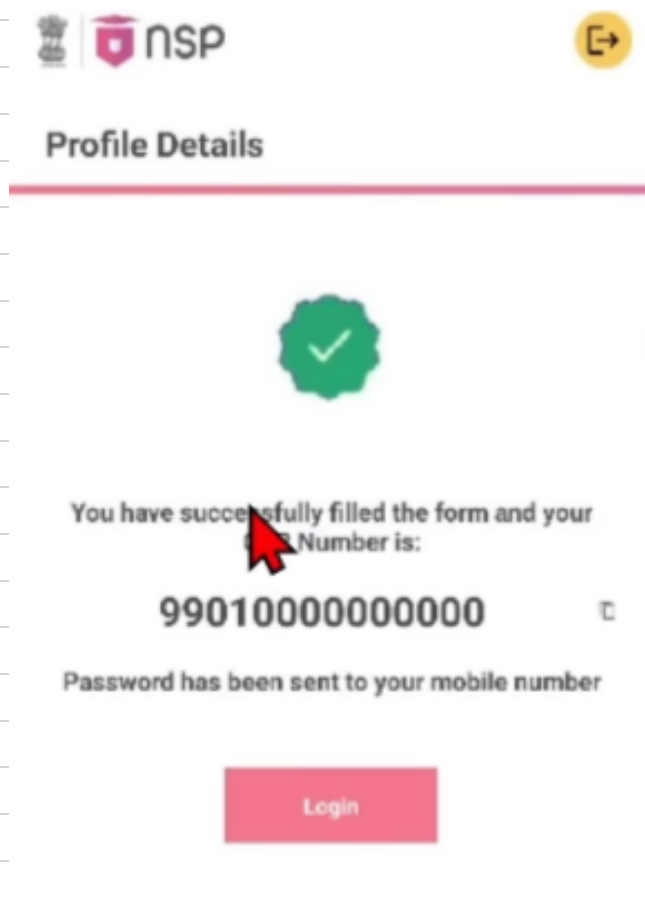 nsp
Profile Details
You have successfully filled the form and your
Number is:
99010000000000
Password has been sent to your mobile number
Login